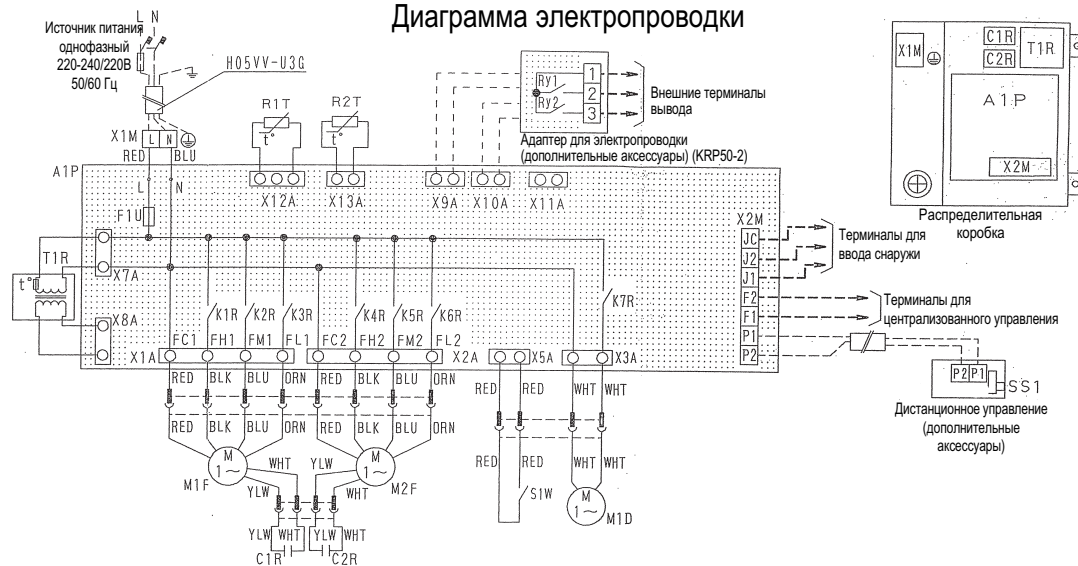 Диаграмма электропроводки
L N
Источник питания
однофазный
220-240/220В
50/60 Гц
H05VV-U3G
X1M L N
RED BLU
A1P
L N
F1U
R1T
t°
R2T
t°
X12A
X13A
X9A
X10A
X11A
Ry1
Ry2
1
2
3
Внешние терминалы
вывода
Адаптер для электропроводки
(дополнительные аксессуары) (KRP50-2)
X1M
C1R
C2R
T1R
A1P
X2M
Распределительная
коробка
X2M
JC
J2
J1
F2
F1
P1
P2
Терминалы для
ввода снаружи
Терминалы для
централизованного управления
P2 P1
SS1
Дистанционное управление
(дополнительные
аксессуары)
T1R
t°
X7A
X8A
K1R K2R K3R K4R K5R K6R
K7R
X1A FC1 FH1 FM1 FL1 FC2 FH2 FM2 FL2 X2A X5A X3A
RED BLK BLU ORN RED BLK BLU ORN RED RED WHT WHT
RED BLK BLU ORN RED BLK BLU ORN
RED RED WHT WHT
M
1~
M1F
WHT
YLW
YLW
WHT
M
1~
M2F
S1W
M
1~
M1D
YLW WHT YLW WHT
C1R C2R